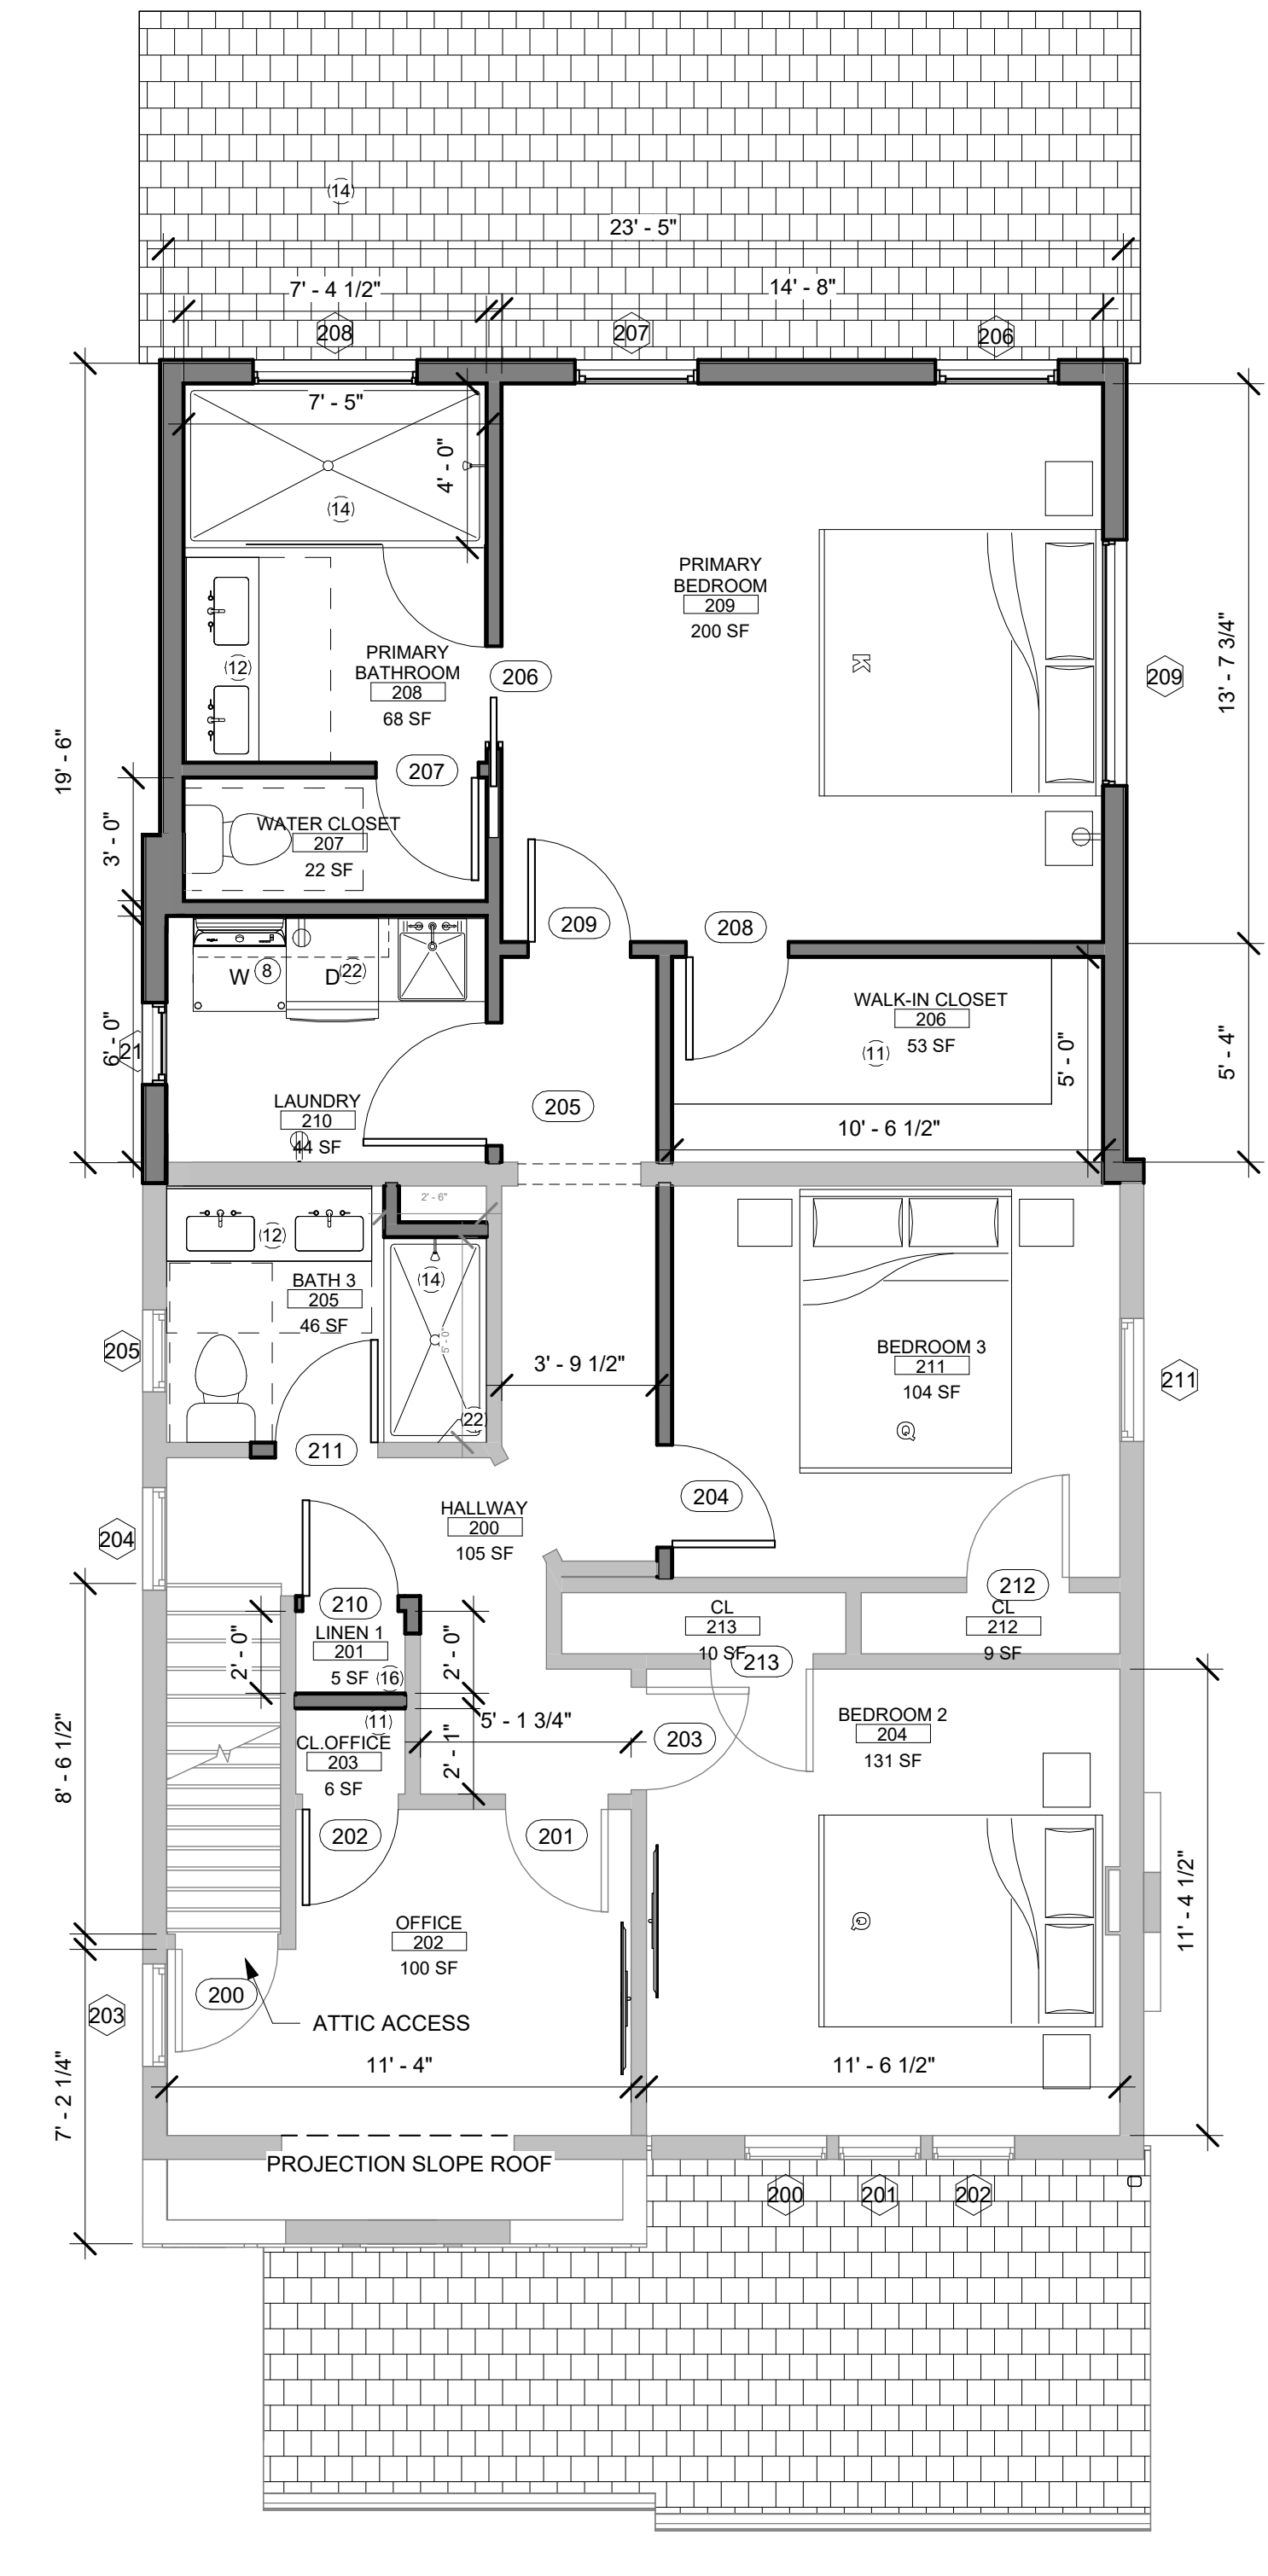 14
23' - 5"
7' - 4 1/2"
14' - 8"
208
207
206
7' - 5"
4' - 0"
14
PRIMARY
BEDROOM
209
200 SF
K
12
PRIMARY
BATHROOM
208
68 SF
206
209
13' - 7 3/4"
19' - 6"
207
3' - 0"
WATER CLOSET
207
22 SF
209
208
W
8
D
22
WALK-IN CLOSET
206
53 SF
11
5' - 0"
5' - 4"
6' - 0"
21
LAUNDRY
210
44 SF
205
10' - 6 1/2"
2' - 6"
12
14
BATH 3
205
46 SF
5' - 0"
205
3' - 9 1/2"
BEDROOM 3
211
104 SF
211
Q
22
211
204
204
HALLWAY
200
105 SF
212
CL
212
9 SF
210
CL
213
10 SF
213
LINEN 1
201
5 SF
16
2' - 0"
2' - 0"
8' - 6 1/2"
11
CL.OFFICE
203
6 SF
2' - 1"
5' - 1 3/4"
203
BEDROOM 2
204
131 SF
202
201
11' - 4 1/2"
Q
OFFICE
202
100 SF
200
203
ATTIC ACCESS
7' - 2 1/4"
11' - 4"
11' - 6 1/2"
PROJECTION SLOPE ROOF
200
201
202